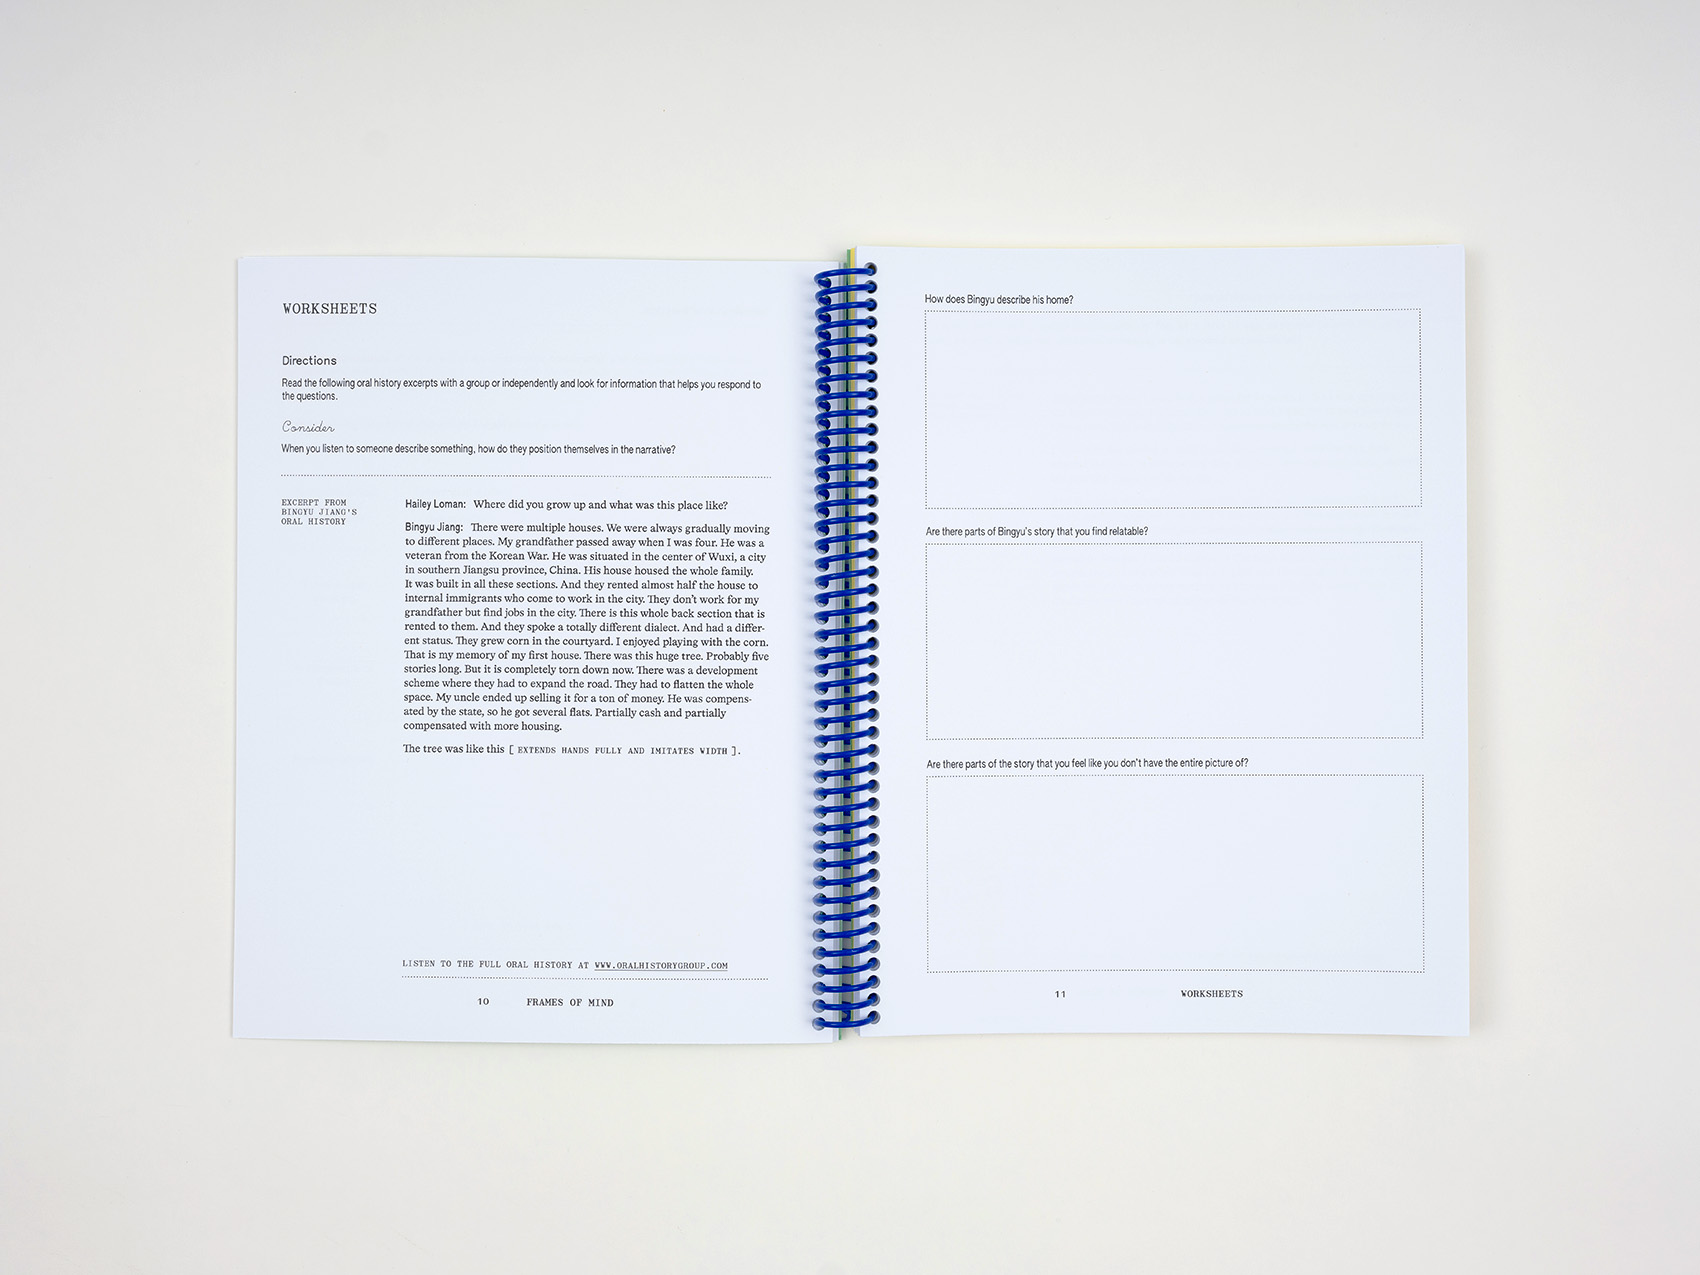 WORKSHEETS
Directions
Read the following oral history excerpts with a group or independently and look for information that helps you respond to
the questions.
Consider
When you listen to someone describe something, how do they position themselves in the narrative?
EXCERPT FROM
BINGYU JIANG'S
ORAL HISTORY
Hailey Loman: Where did you grow up and what was this place like?
Bingyu Jiang: There were multiple houses. We were always gradually moving
to different places. My grandfather passed away when I was four. He was a
veteran from the Korean War. He was situated in the center of Wuxi, a city
in southern Jiangsu province, China. His house housed the whole family.
It was built in all these sections. And they rented almost half the house to
internal immigrants who come to work in the city. They don't work for my
grandfather but find jobs in the city. There is this whole back section that is
rented to them. And they spoke a totally different dialect. And had a differ-
ent status. They grew corn in the courtyard. I enjoyed playing with the corn.
That is my memory of my first house. There was this huge tree. Probably five
stories long. But it is completely torn down now. There was a development
scheme where they had to expand the road. They had to flatten the whole
space. My uncle ended up selling it for a ton of money. He was compens-
ated by the state, so he got several flats. Partially cash and partially
compensated with more housing.
The tree was like this [ EXTENDS HANDS FULLY AND IMITATES WIDTH ].
LISTEN TO THE FULL ORAL HISTORY AT WWW.ORALHISTORYGROUP.COM
10 FRAMES OF MIND
How does Bingyu describe his home?
Are there parts of Bingyu's story that you find relatable?
Are there parts of the story that you feel like you don't have the entire picture of?
11 WORKSHEETS